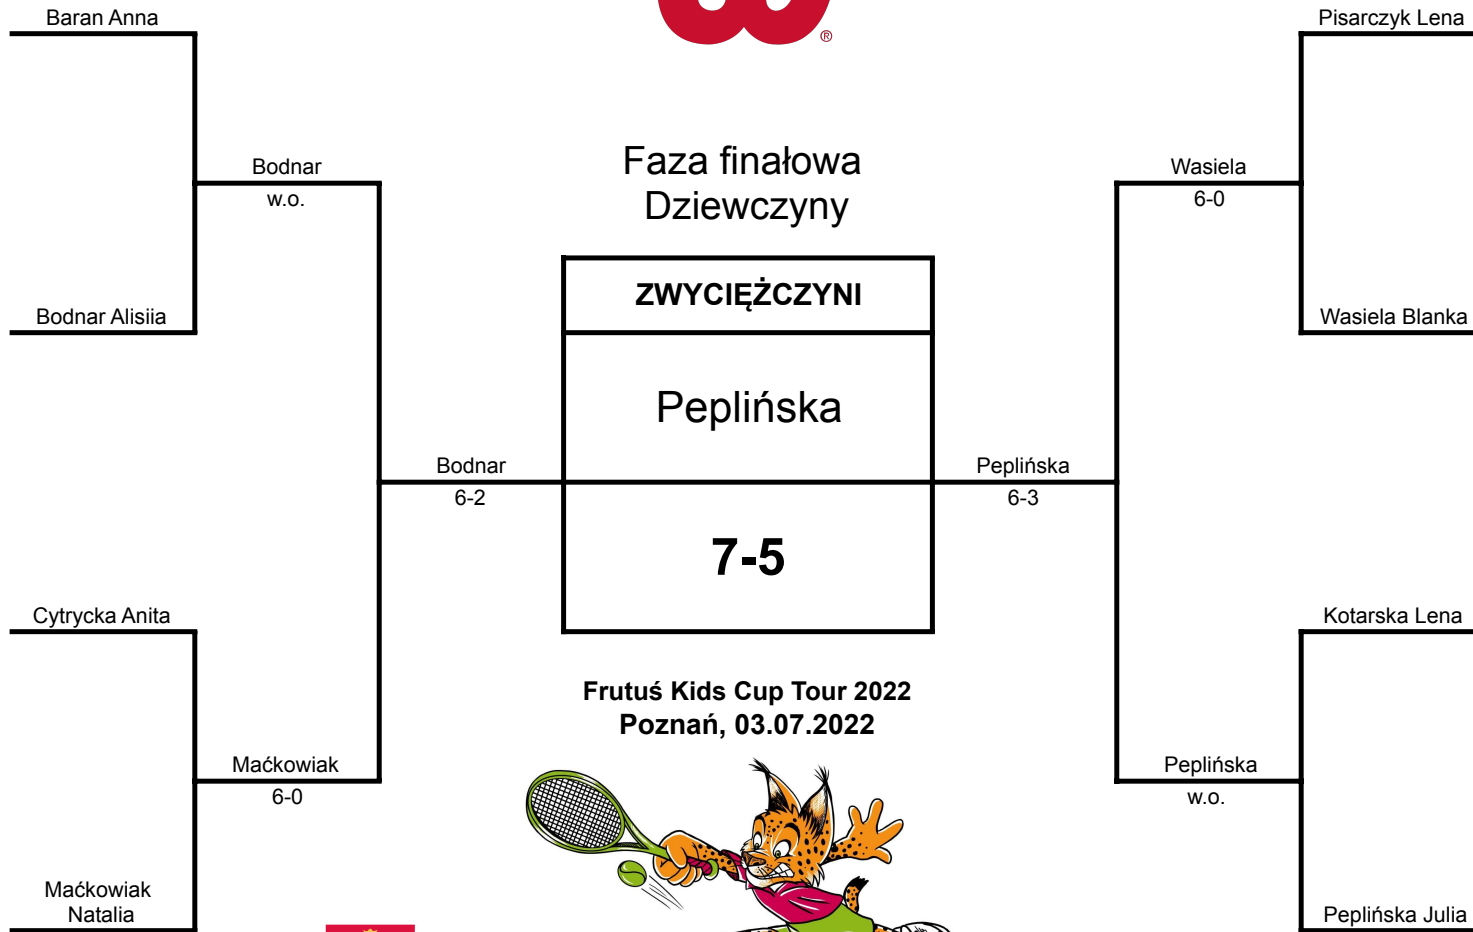 Baran Anna
Pisarczyk Lena
®
Faza finałowa
Dziewczyny
Bodnar
w.o.
Wasiela
6-0
ZWYCIĘŻCZYNI
Bodnar Alisiia
Wasiela Blanka
Peplińska
Bodnar
6-2
Peplińska
6-3
7-5
Cytrycka Anita
Kotarska Lena
Frutuś Kids Cup Tour 2022
Poznań, 03.07.2022
Maćkowiak
6-0
Peplińska
w.o.
Maćkowiak
Natalia
Peplińska Julia